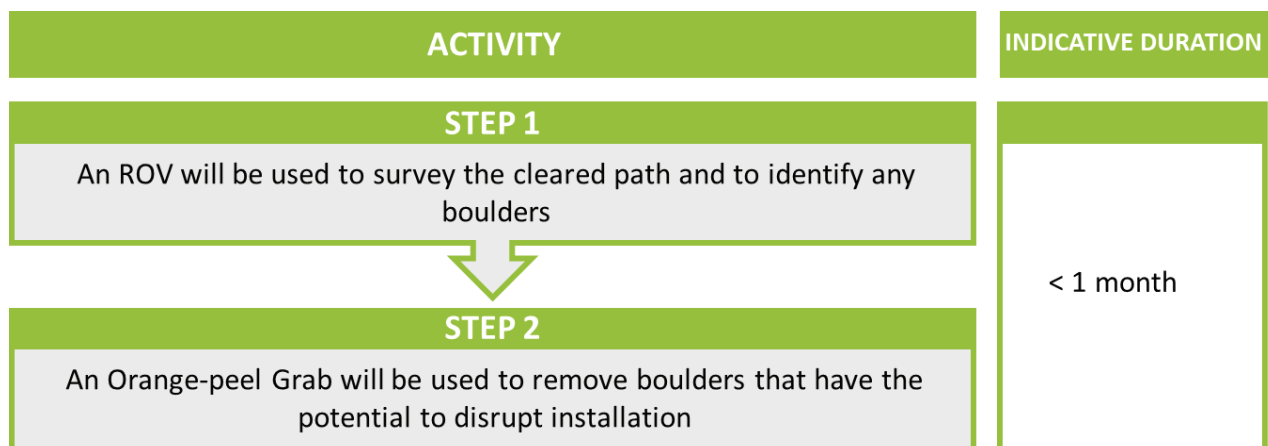 ACTIVITY
INDICATIVE DURATION
STEP 1
An ROV will be used to survey the cleared path and to identify any
boulders
STEP 2
An Orange-peel Grab will be used to remove boulders that have the
potential to disrupt installation
< 1 month